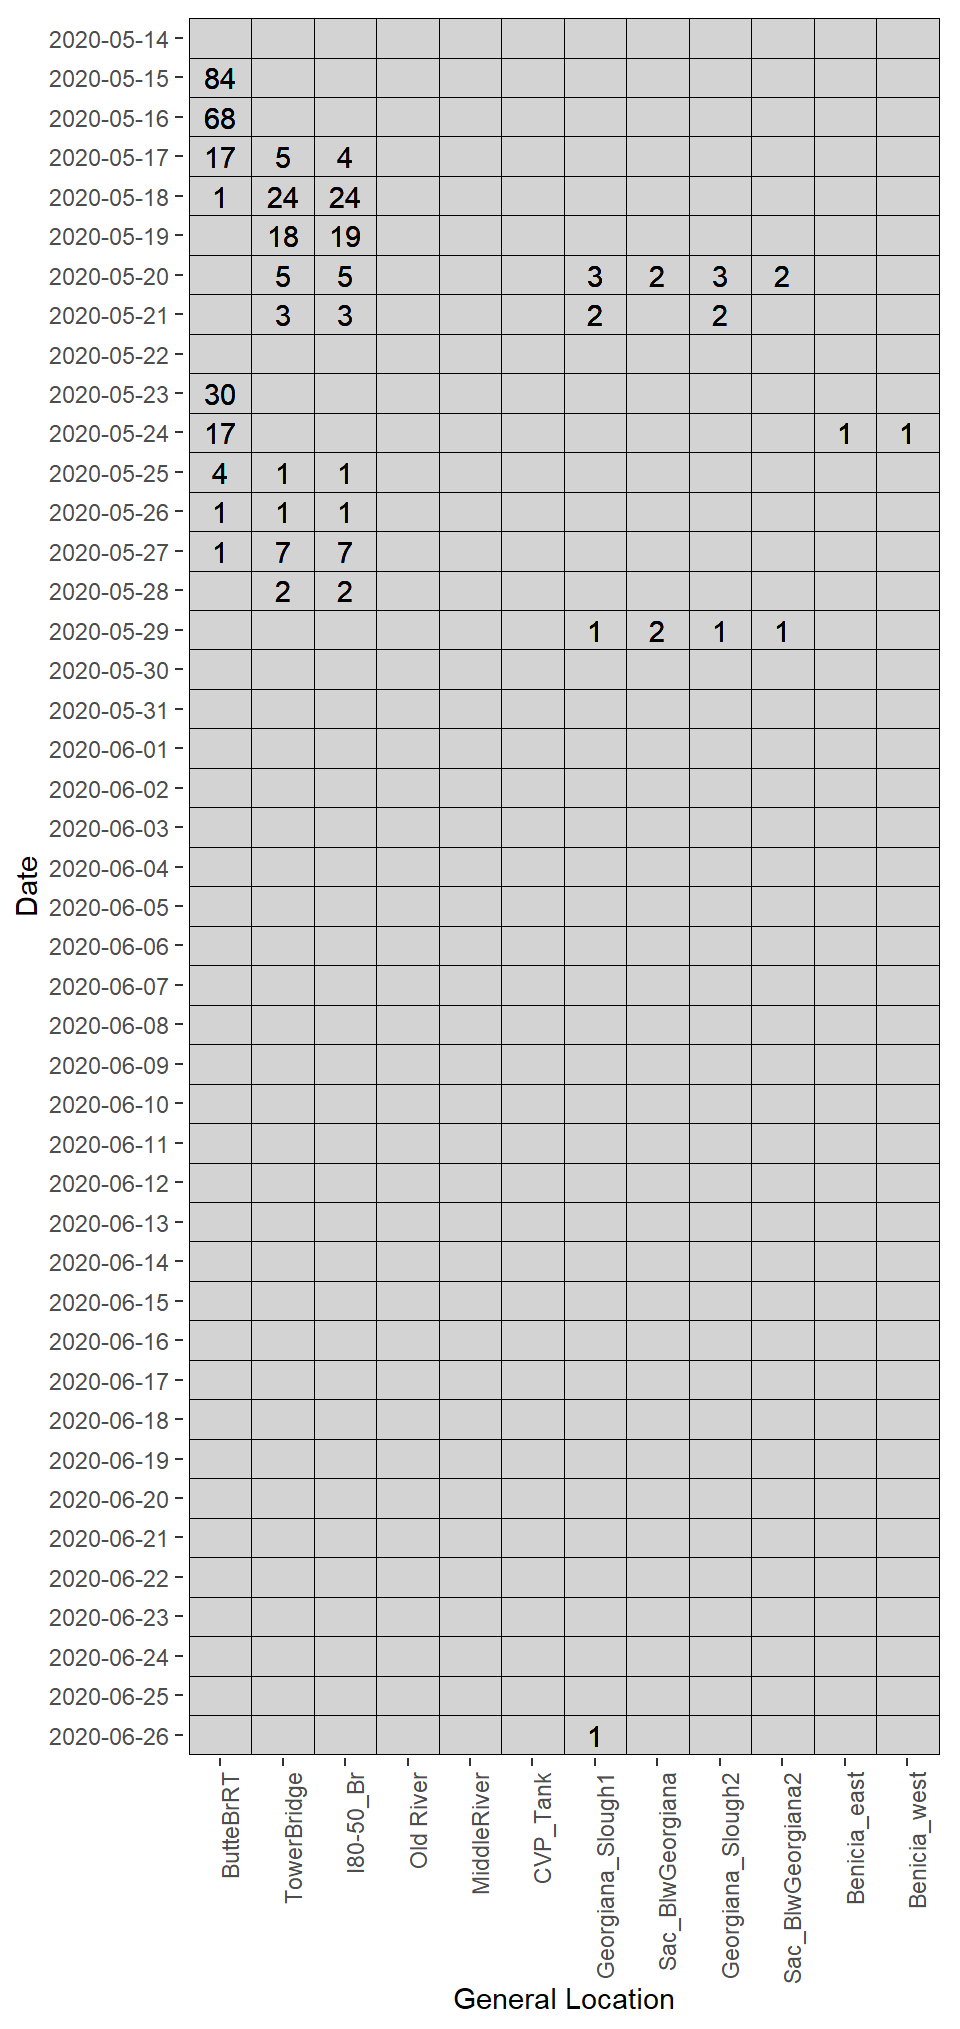 2020-05-14
2020-05-15 84
2020-05-16 68
2020-05-17 17 5 4
2020-05-18 1 24 24
2020-05-19 18 19
2020-05-20 5 5 3 2 3 2
2020-05-21 3 3 2 2
2020-05-22
2020-05-23 30
2020-05-24 17 1 1
2020-05-25 4 1 1
2020-05-26 1 1 1
2020-05-27 1 7 7
2020-05-28 2 2
2020-05-29 1 2 1 1
2020-05-30
2020-05-31
2020-06-01
2020-06-02
2020-06-03
2020-06-04
2020-06-05
2020-06-06
2020-06-07
2020-06-08
2020-06-09
2020-06-10
2020-06-11
2020-06-12
2020-06-13
2020-06-14
2020-06-15
2020-06-16
2020-06-17
2020-06-18
2020-06-19
2020-06-20
2020-06-21
2020-06-22
2020-06-23
2020-06-24
2020-06-25
2020-06-26 1
Date
ButteBrRT
TowerBridge
I80-50_Br
Old River
MiddleRiver
CVP_Tank
Georgiana_Slough1
Sac_BlwGeorgiana
Georgiana_Slough2
Sac_BlwGeorgiana2
Benicia_east
Benicia_west
General Location